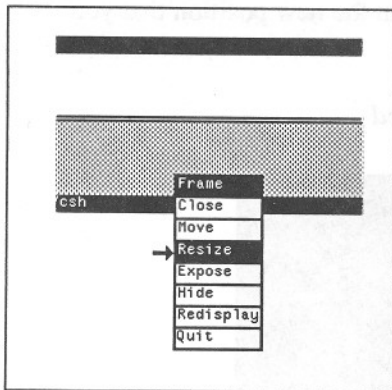 /csh
Frame
Close
Move
Resize
Expose
Hide
Redisplay
Quit